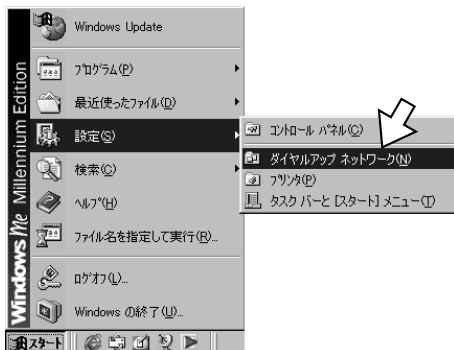 Windows Update
プログラム(P)
最近使ったファイル(D)
設定(S)
検索(C)
ヘルプ(H)
ファイル名を指定して実行(R)...
ログオフ(L)...
Windows の終了(U)...
Windows Me Millennium Edition
スタート
コントロール パネル(C)
ダイヤルアップ ネットワーク(N)
プリンタ(P)
タスク バーと [スタート] メニュー(T)